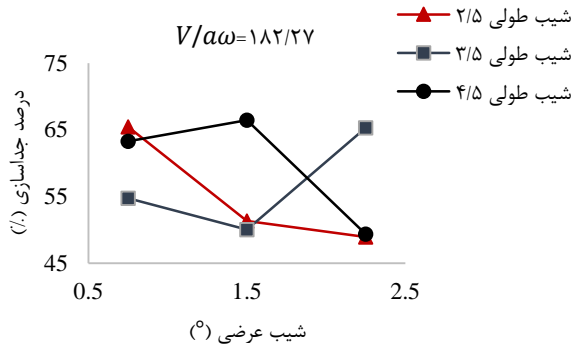 V/aω=۱۸۲/۲۷
شیب طولی ۲/۵
شیب طولی ۳/۵
شیب طولی ۴/۵
درصد جداسازی (٪)
75
65
55
45
0.5 1.5 2.5
شیب عرضی (°)